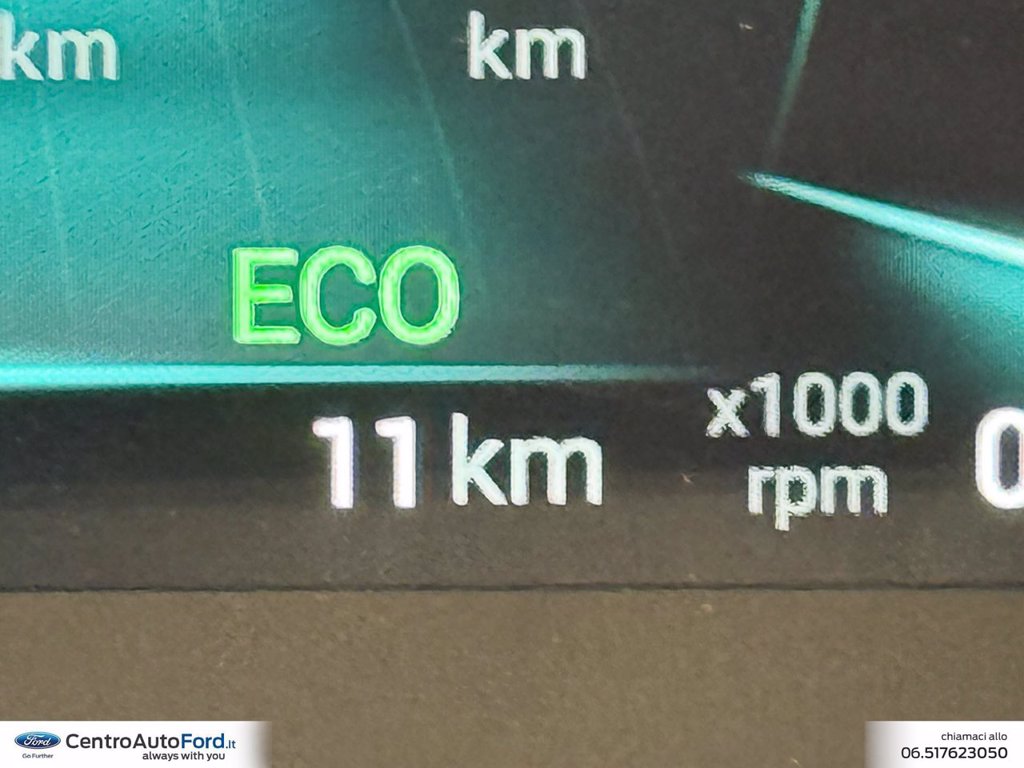 km
km
ECO
11 km
x1000
rpm
0
Ford
Go Further
CentroAutoFord.it
always with you
chiamaci allo
06.517623050